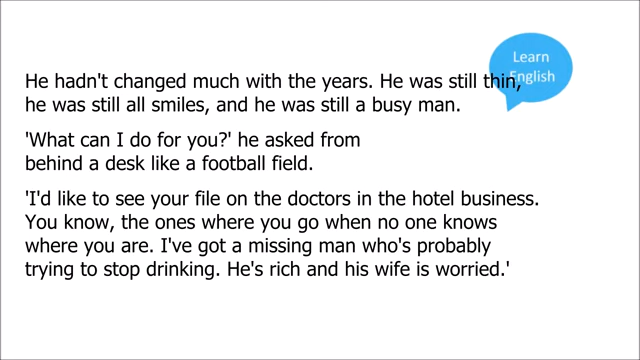 Learn
English
He hadn't changed much with the years. He was still thin,
he was still all smiles, and he was still a busy man.
'What can I do for you?' he asked from
behind a desk like a football field.
'I'd like to see your file on the doctors in the hotel business.
You know, the ones where you go when no one knows
where you are. I've got a missing man who's probably
trying to stop drinking. He's rich and his wife is worried.'